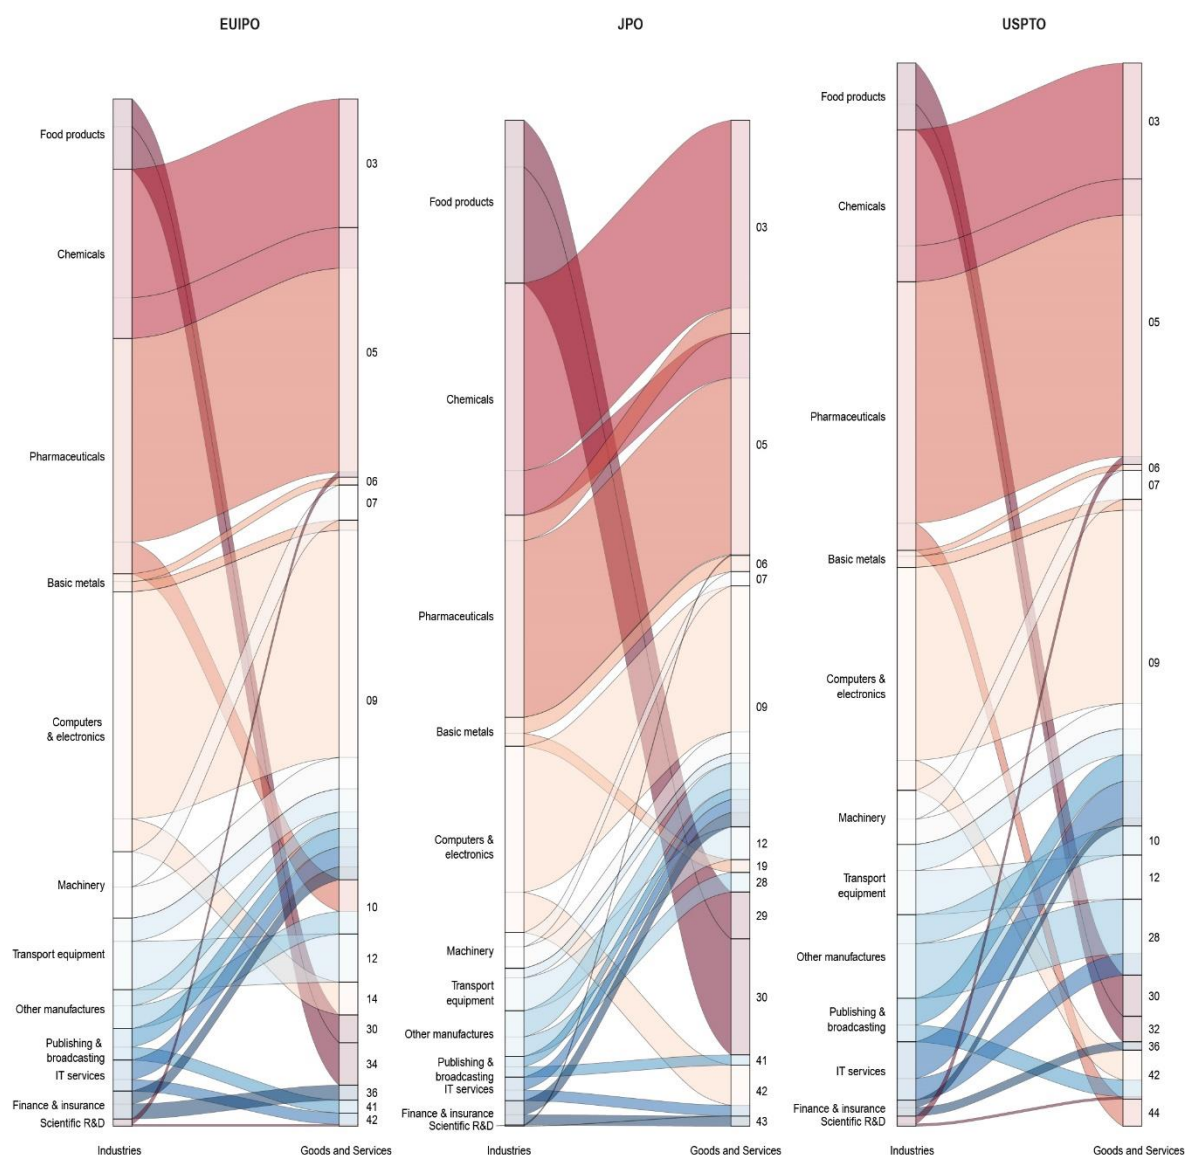 EUIPO
Food products
Chemicals
Pharmaceuticals
Basic metals
Computers
& electronics
Machinery
Transport equipment
Other manufactures
Publishing &
broadcasting
IT services
Finance & insurance
Scientific R&D
03
05
06
07
09
10
12
14
30
34
36
41
42
Industries
Goods and Services
JPO
Food products
Chemicals
Pharmaceuticals
Basic metals
Computers &
electronics
Machinery
Transport
equipment
Other manufactures
Publishing &
broadcasting
IT services
Finance & insurance
Scientific R&D
03
05
06
07
09
12
19
28
29
30
41
42
43
Industries
Goods and Services
USPTO
Food products
Chemicals
Pharmaceuticals
Basic metals
Computers &
electronics
Machinery
Transport
equipment
Other manufactures
Publishing &
broadcasting
IT services
Finance & insurance
Scientific R&D
03
05
06
07
09
10
12
28
30
32
36
42
44
Industries
Goods and Services